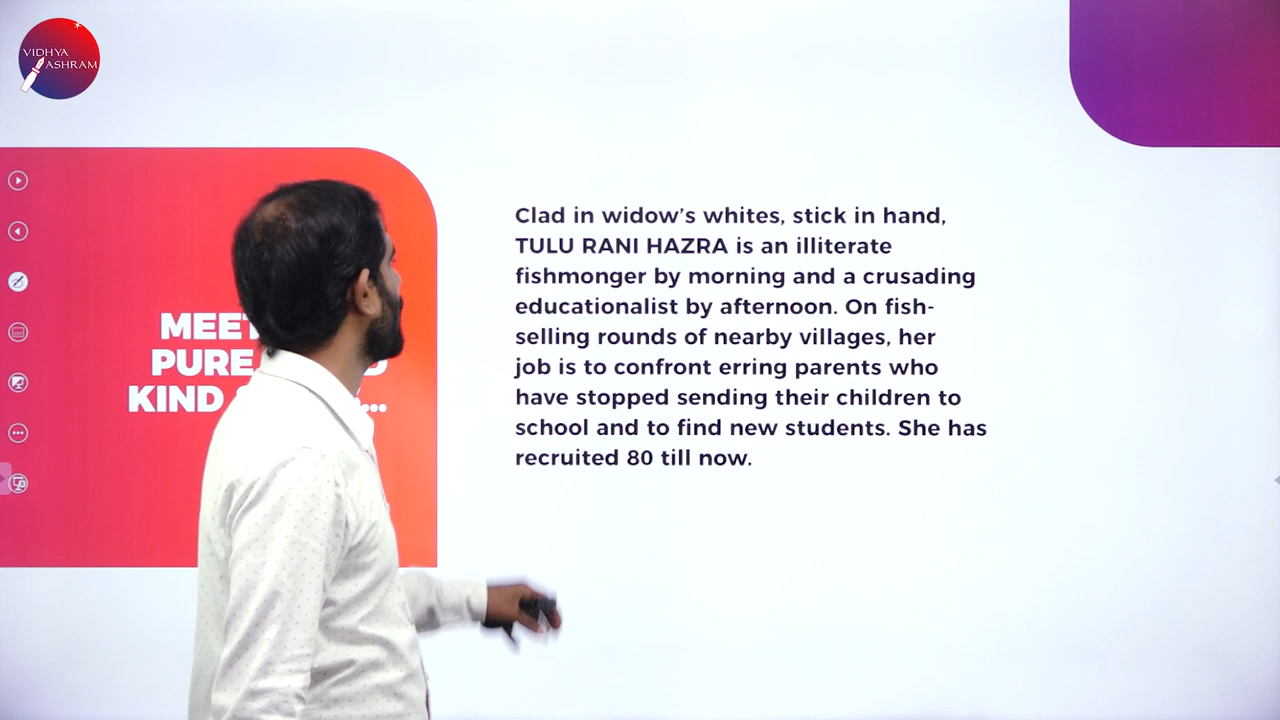 VIDHYA
ASHRAM
MEET
PURE
KIND
Clad in widow’s whites, stick in hand,
TULU RANI HAZRA is an illiterate
fishmonger by morning and a crusading
educationalist by afternoon. On fish-
selling rounds of nearby villages, her
job is to confront erring parents who
have stopped sending their children to
school and to find new students. She has
recruited 80 till now.